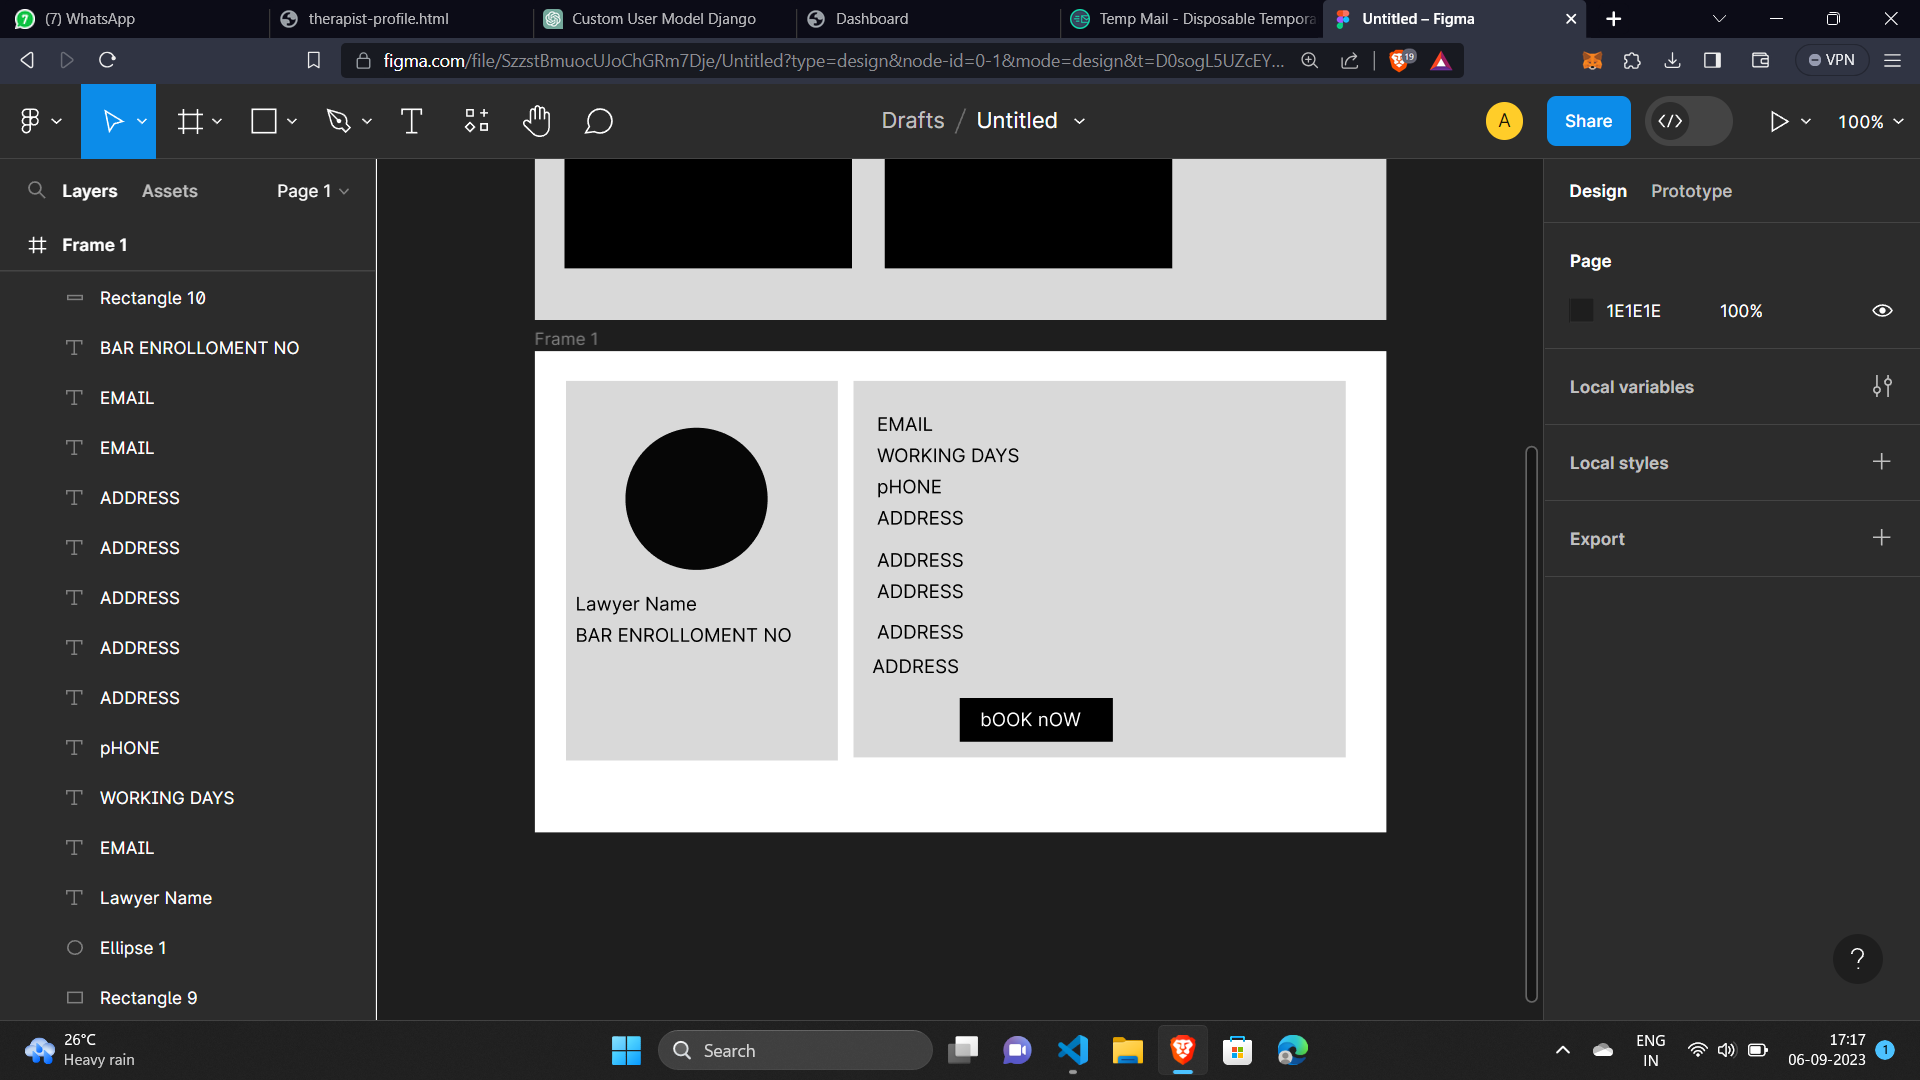 (7) WhatsApp
therapist-profile.html
Custom User Model Django
Dashboard
Temp Mail - Disposable Tempora
Untitled – Figma
figma.com/file/SzzstBmuocUJoChGRm7Dje/Untitled?type=design&node-id=0-1&mode=design&t=D0sogL5UZcEY...
19
VPN
Drafts / Untitled
A
Share
100%
Layers
Assets
Page 1
Frame 1
Rectangle 10
BAR ENROLLOMENT NO
EMAIL
EMAIL
ADDRESS
ADDRESS
ADDRESS
ADDRESS
ADDRESS
pHONE
WORKING DAYS
EMAIL
Lawyer Name
Ellipse 1
Rectangle 9
Frame 1
Lawyer Name
BAR ENROLLOMENT NO
EMAIL
WORKING DAYS
pHONE
ADDRESS
ADDRESS
ADDRESS
ADDRESS
ADDRESS
bOOK nOW
Design
Prototype
Page
1E1E1E
100%
Local variables
Local styles
Export
?
26°C
Heavy rain
Search
ENG
IN
17:17
06-09-2023
1